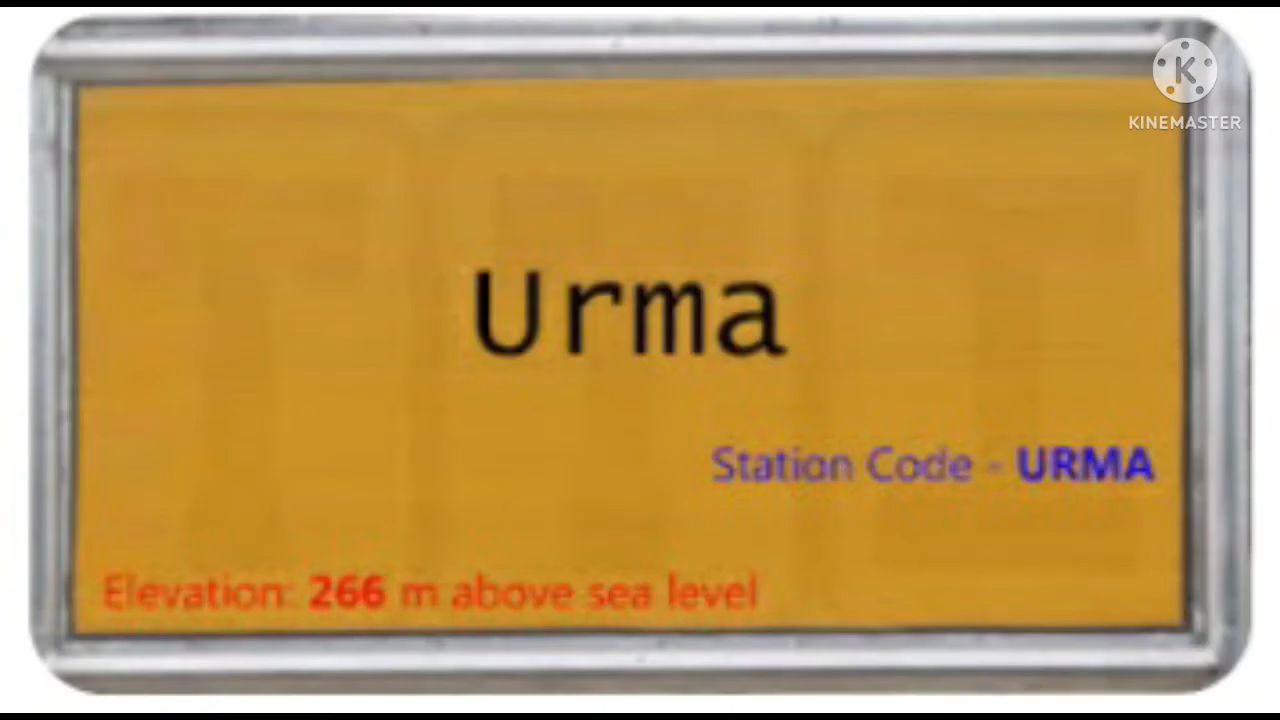 KINEMASTER
Urma
Station Code - URMA
Elevation: 266 m above sea level